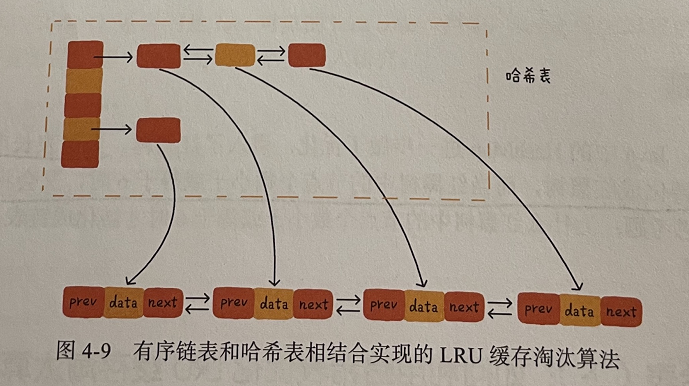 哈希表
prev data next prev data next prev data next prev data next
图 4-9 有序链表和哈希表相结合实现的 LRU 缓存淘汰算法